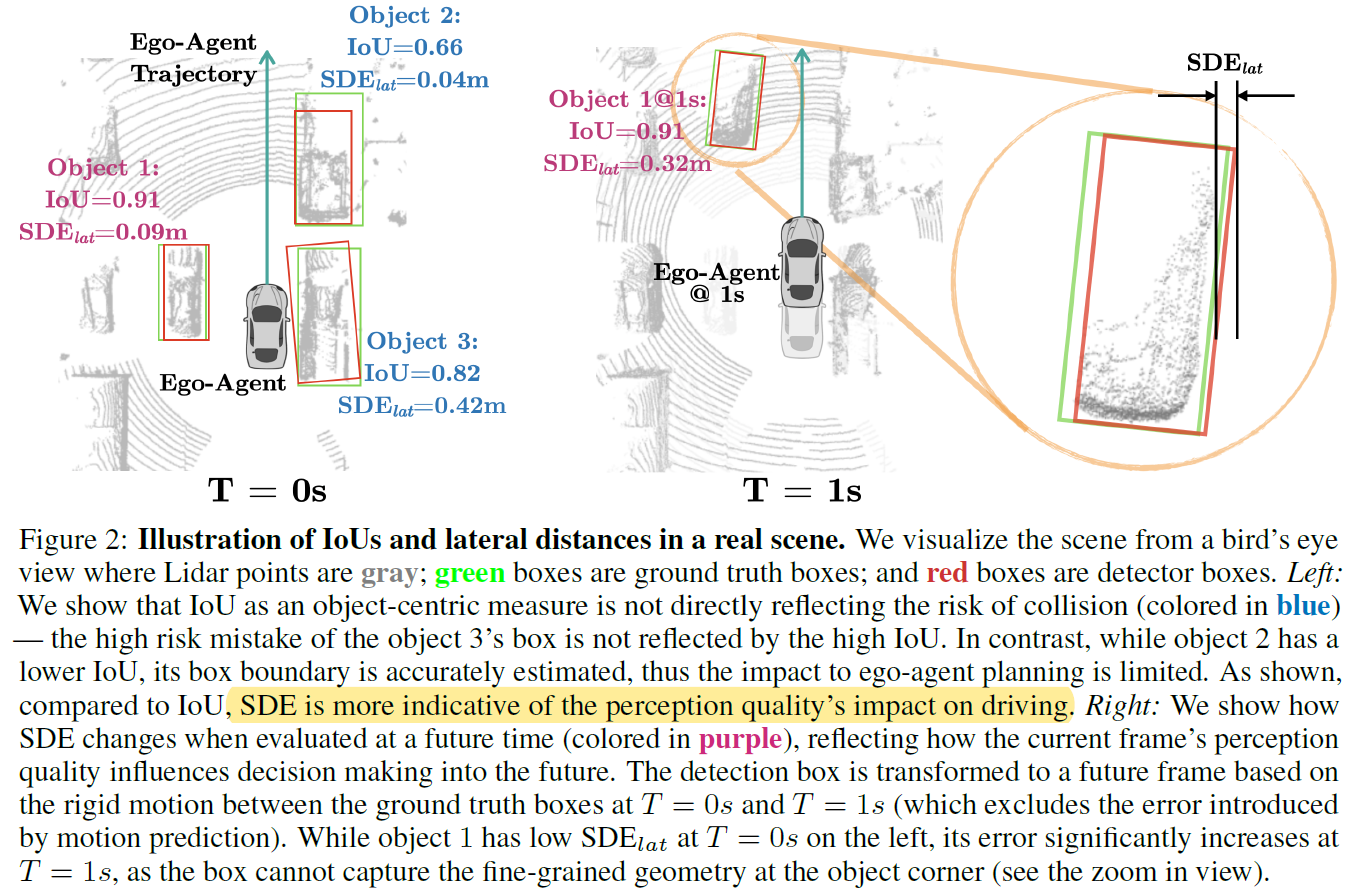 Ego-Agent
Trajectory
Object 2:
IoU=0.66
SDE_lat=0.04m
Object 1:
IoU=0.91
SDE_lat=0.09m
Ego-Agent
Object 3:
IoU=0.82
SDE_lat=0.42m
T = 0s
Object 1@1s:
IoU=0.91
SDE_lat=0.32m
Ego-Agent
@ 1s
T = 1s
SDE_lat
Figure 2: Illustration of IoUs and lateral distances in a real scene. We visualize the scene from a bird's eye
view where Lidar points are gray; green boxes are ground truth boxes; and red boxes are detector boxes. Left:
We show that IoU as an object-centric measure is not directly reflecting the risk of collision (colored in blue)
— the high risk mistake of the object 3's box is not reflected by the high IoU. In contrast, while object 2 has a
lower IoU, its box boundary is accurately estimated, thus the impact to ego-agent planning is limited. As shown,
compared to IoU, SDE is more indicative of the perception quality's impact on driving. Right: We show how
SDE changes when evaluated at a future time (colored in purple), reflecting how the current frame's perception
quality influences decision making into the future. The detection box is transformed to a future frame based on
the rigid motion between the ground truth boxes at T = 0s and T = 1s (which excludes the error introduced
by motion prediction). While object 1 has low SDE_lat at T = 0s on the left, its error significantly increases at
T = 1s, as the box cannot capture the fine-grained geometry at the object corner (see the zoom in view).